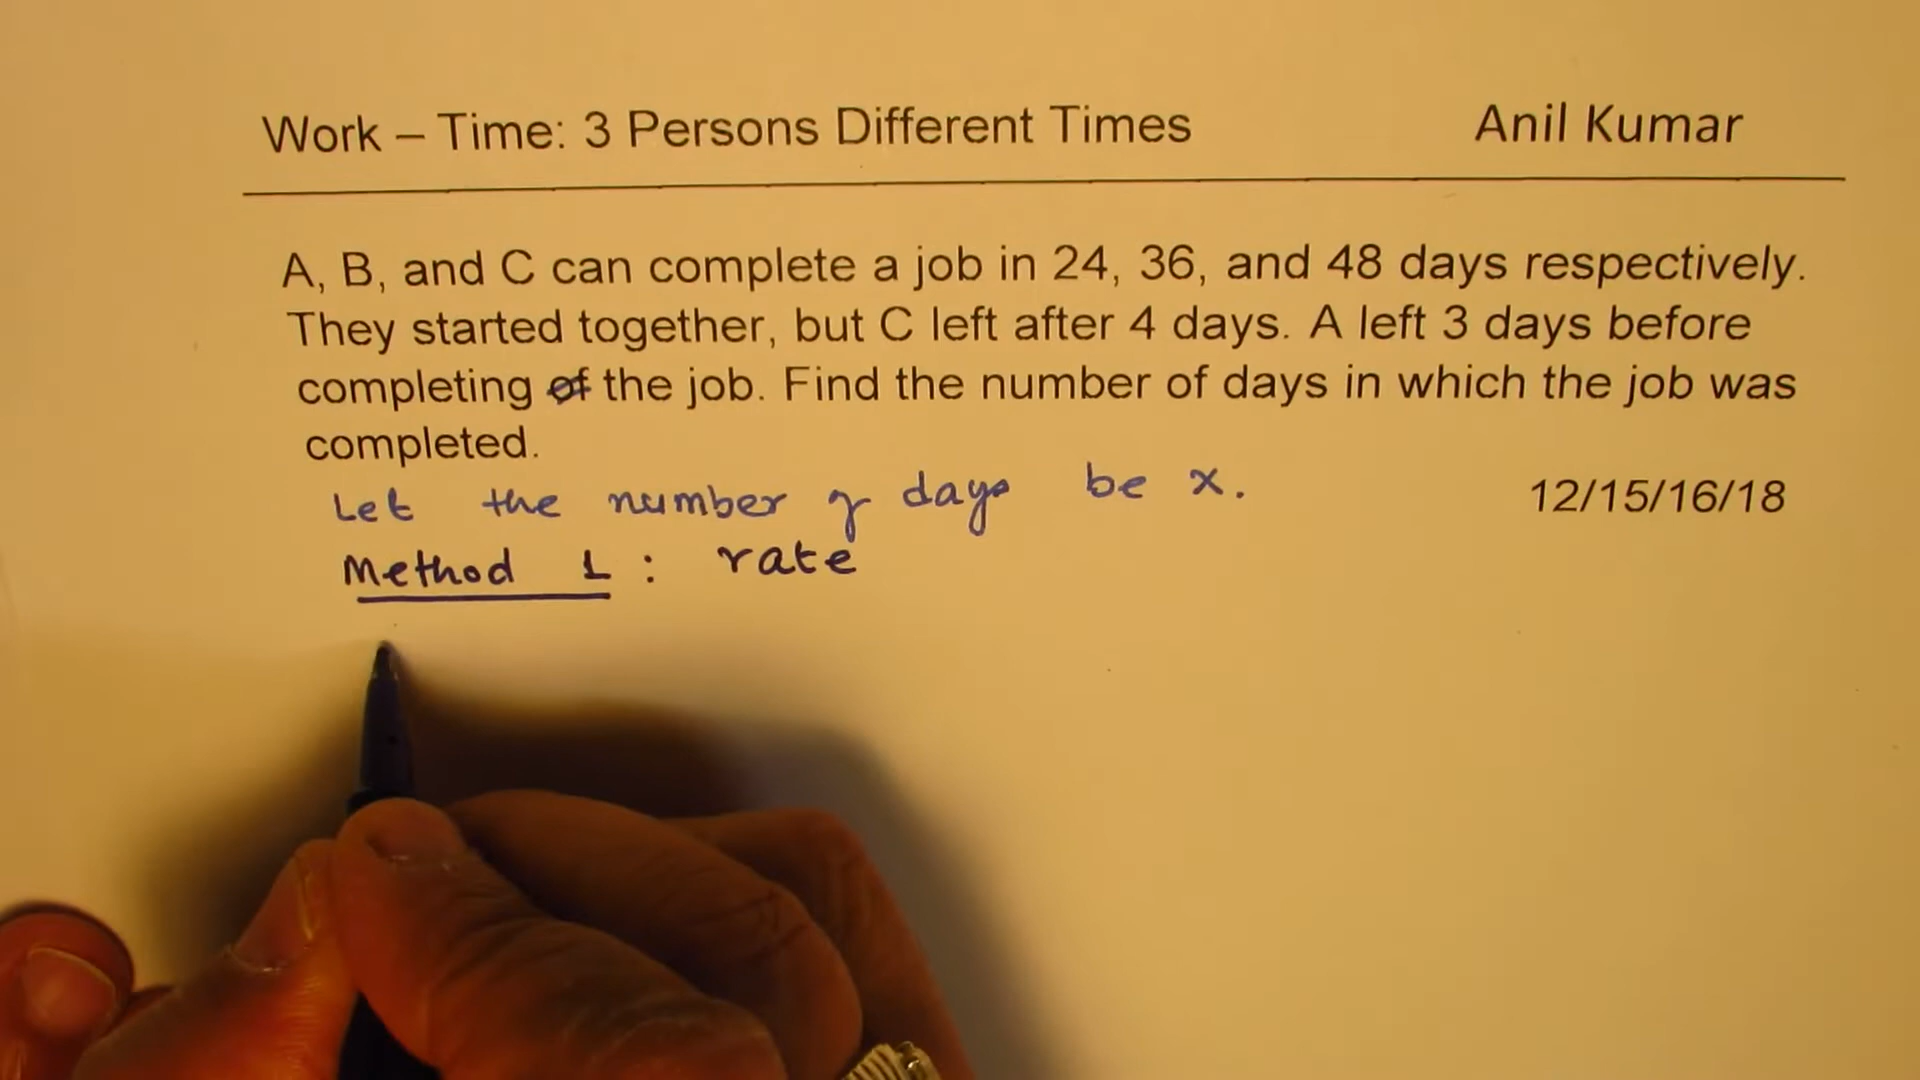 Work – Time: 3 Persons Different Times Anil Kumar
A, B, and C can complete a job in 24, 36, and 48 days respectively.
They started together, but C left after 4 days. A left 3 days before
completing of the job. Find the number of days in which the job was
completed.
Let the number of days be x.
12/15/16/18
Method 1 : rate